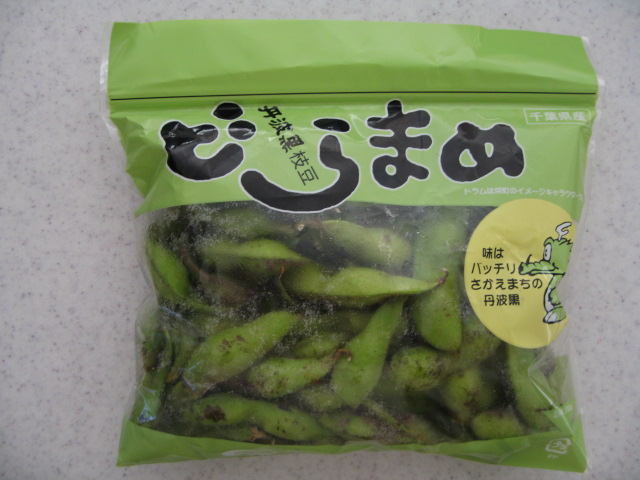 千葉県産
丹波黒枝豆
どらまめ
ドラムは栄町のイメージキャラクター
味は
バッチリ
さかえまちの
丹波黒